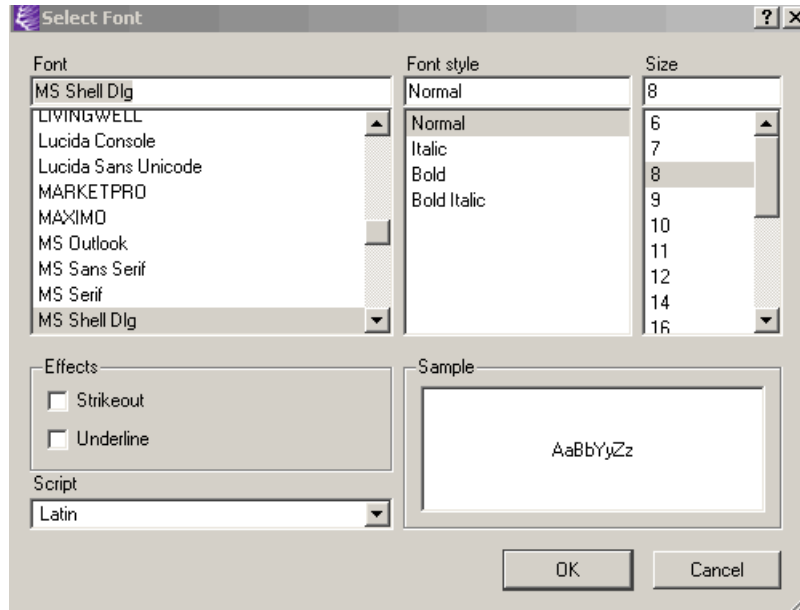 Select Font
Font
MS Shell Dlg
LIVINGWELL
Lucida Console
Lucida Sans Unicode
MARKETPRO
MAXIMO
MS Outlook
MS Sans Serif
MS Serif
MS Shell Dlg
Font style
Normal
Normal
Italic
Bold
Bold Italic
Size
8
6
7
8
9
10
11
12
14
16
Effects
Strikeout
Underline
Script
Latin
Sample
AaBbYyZz
OK
Cancel